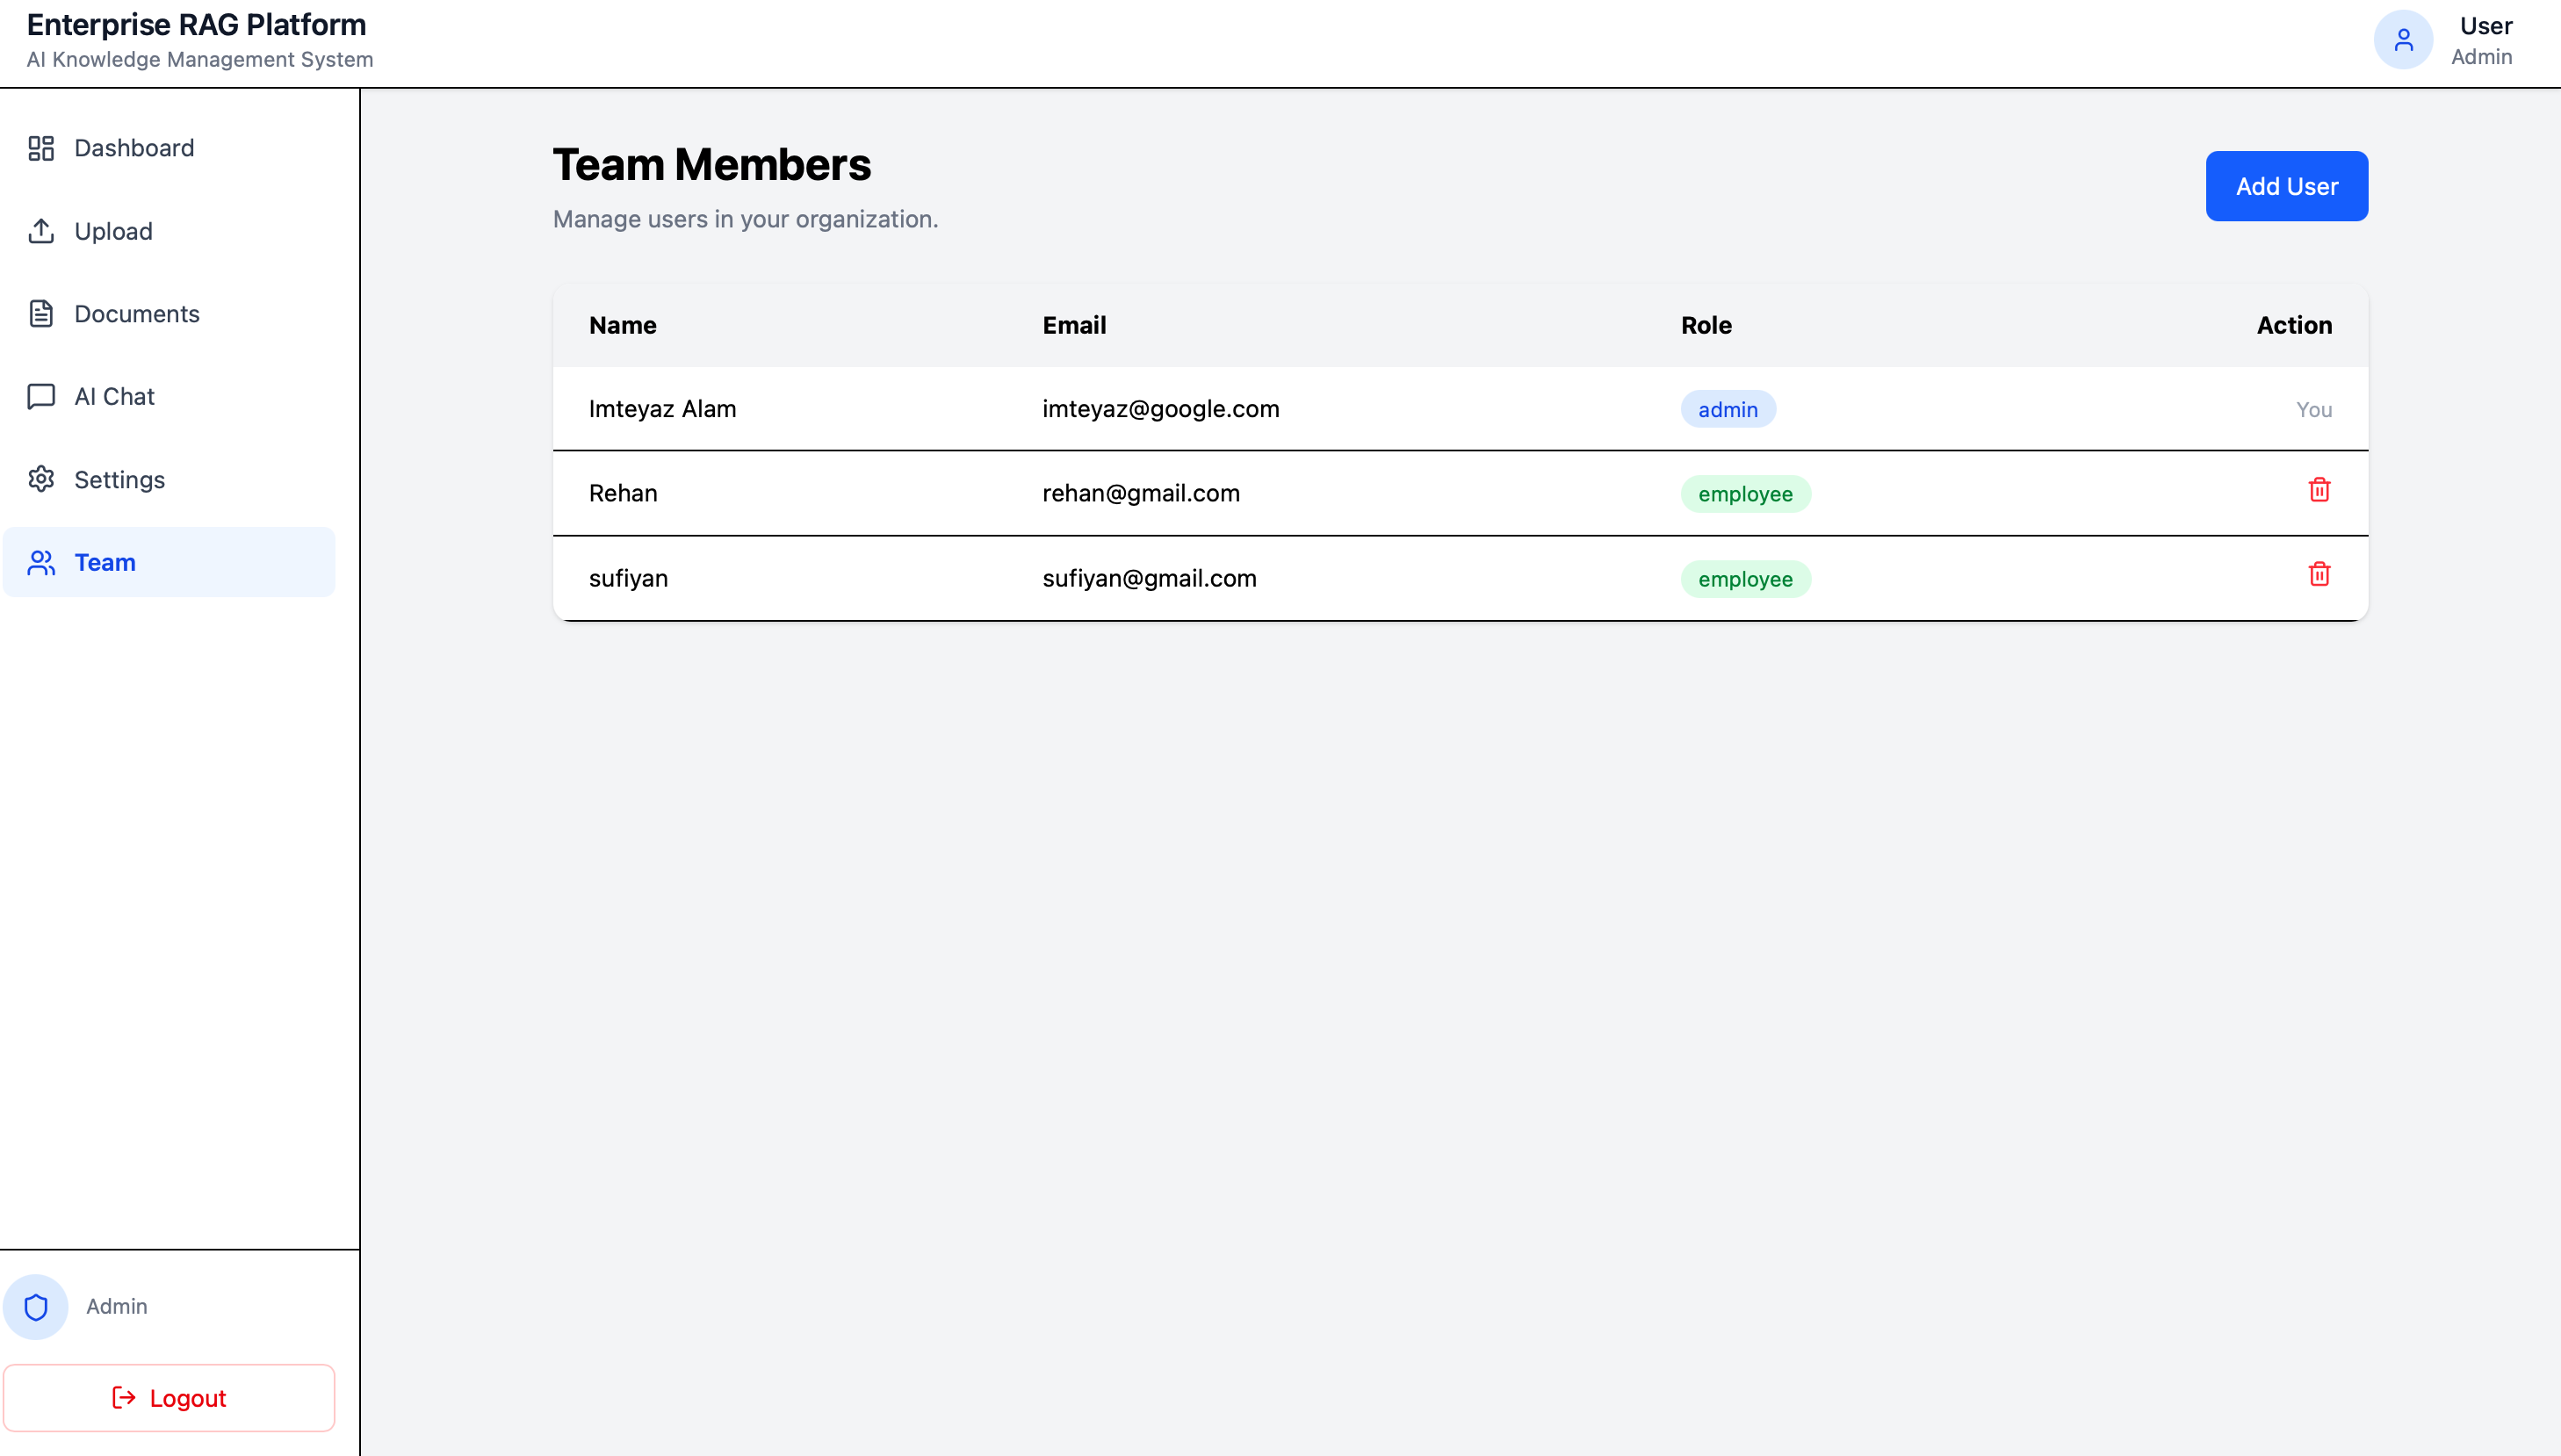 Enterprise RAG Platform
AI Knowledge Management System
User
Admin
Dashboard
Upload
Documents
AI Chat
Settings
Team
Team Members
Manage users in your organization.
Add User
Name Email Role Action
Imteyaz Alam imteyaz@google.com admin You
Rehan rehan@gmail.com employee
sufiyan sufiyan@gmail.com employee
Admin
Logout